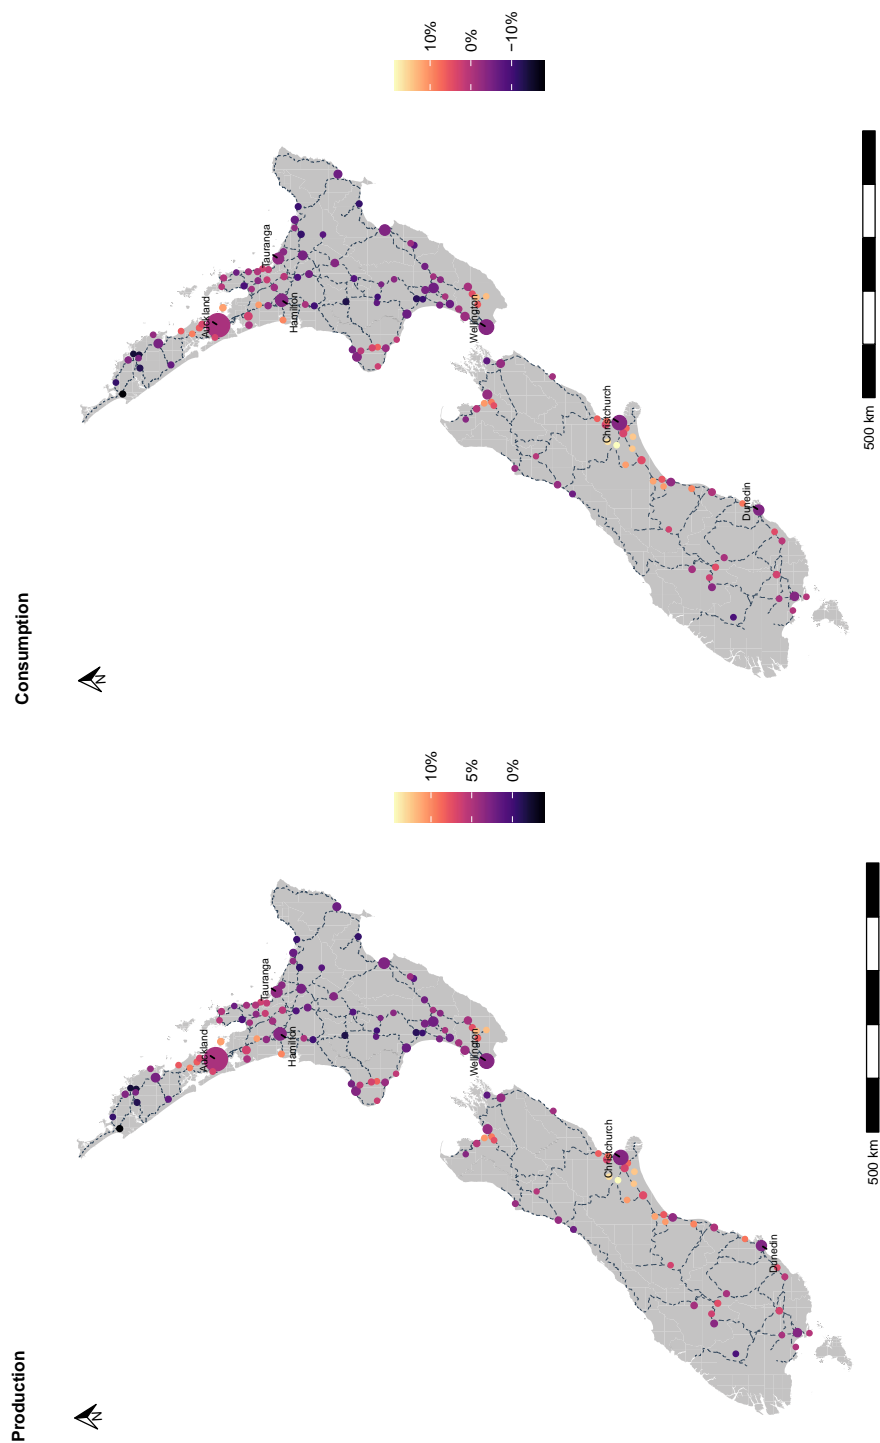 Production
N
Auckland
Tauranga
Hamilton
Wellington
Christchurch
Dunedin
10%
5%
0%
500 km
Consumption
N
Auckland
Tauranga
Hamilton
Wellington
Christchurch
Dunedin
10%
0%
−10%
500 km